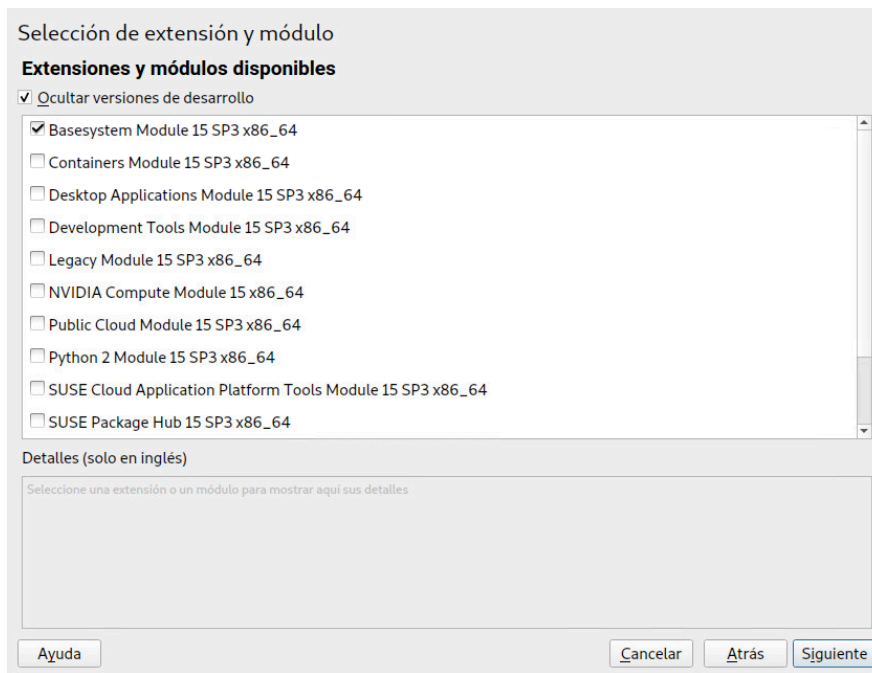 Selección de extensión y módulo
Extensiones y módulos disponibles
Ocultar versiones de desarrollo
Basesystem Module 15 SP3 x86_64
Containers Module 15 SP3 x86_64
Desktop Applications Module 15 SP3 x86_64
Development Tools Module 15 SP3 x86_64
Legacy Module 15 SP3 x86_64
NVIDIA Compute Module 15 x86_64
Public Cloud Module 15 SP3 x86_64
Python 2 Module 15 SP3 x86_64
SUSE Cloud Application Platform Tools Module 15 SP3 x86_64
SUSE Package Hub 15 SP3 x86_64
Detalles (solo en inglés)
Seleccione una extensión o un módulo para mostrar aquí sus detalles
Ayuda Cancelar Atrás Siguiente